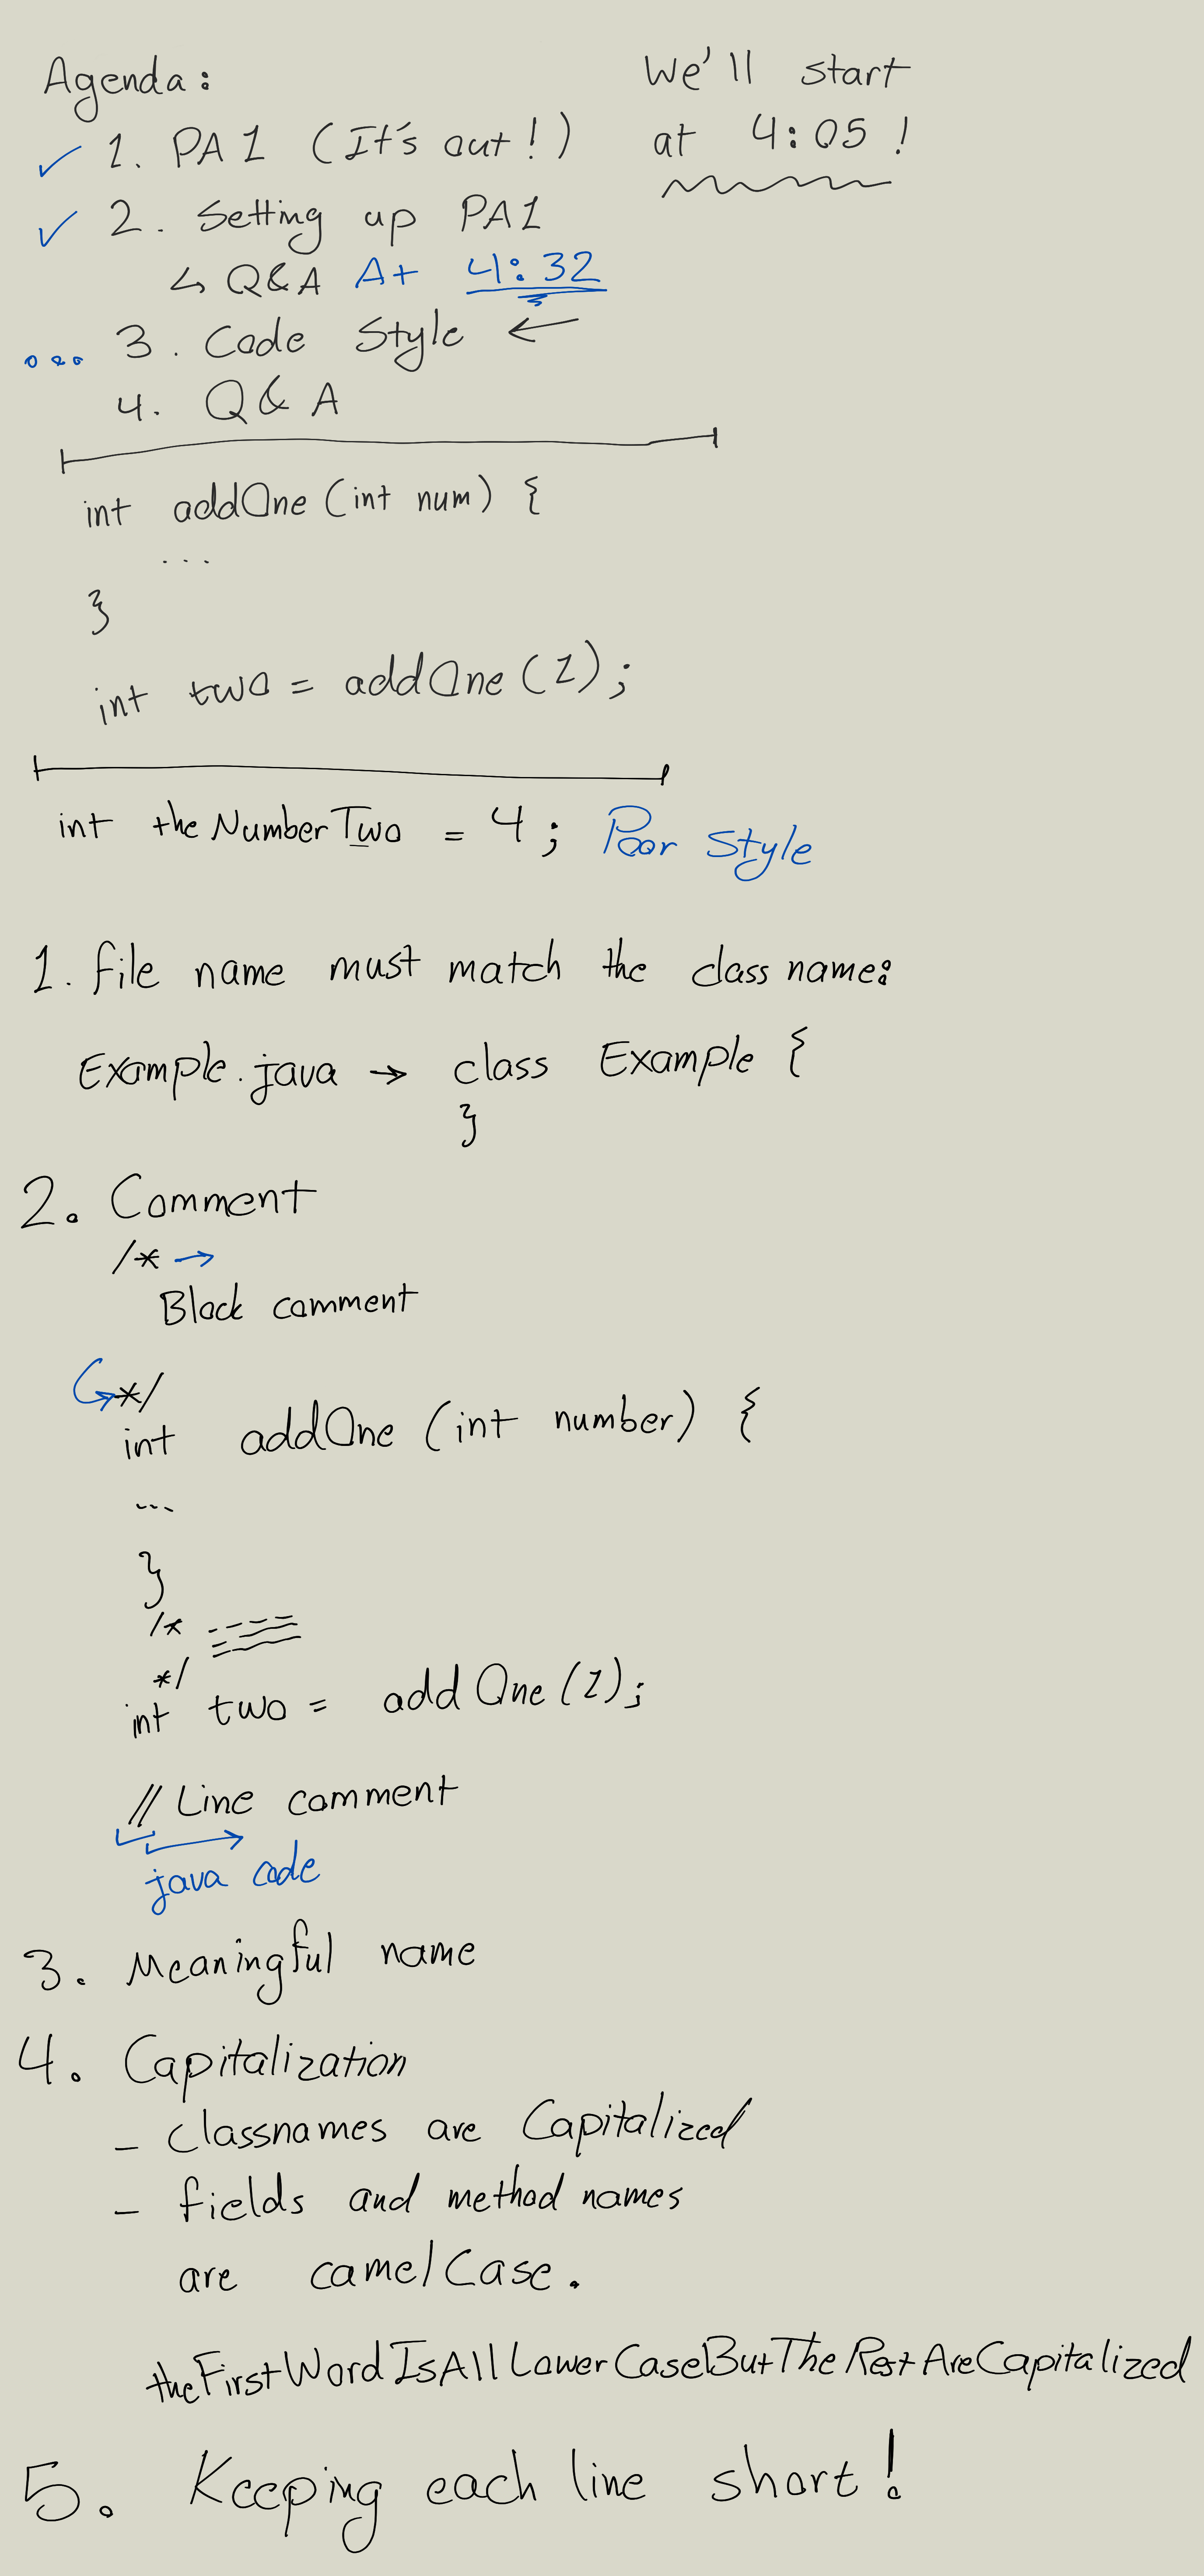 Agenda:
We'll start
at 4:05!
✓ 1. PA1 (It's out!)
✓ 2. Setting up PA1
↳ Q&A At 4:32
... 3. Code Style ←
4. Q&A
int addOne (int num) {
...
}
int two = addOne (1);
int theNumberTwo = 4; Poor Style
1. file name must match the class name:
Example.java → class Example {
}
2. Comment
/* →
Block comment
*/
int addOne (int number) {
...
}
/*
*/
int two = addOne (1);
// Line comment
java code
3. Meaningful name
4. Capitalization
- Classnames are Capitalized
- fields and method names
are camelCase.
theFirstWordIsAllLowerCaseButTheRestAreCapitalized
5. Keeping each line short!